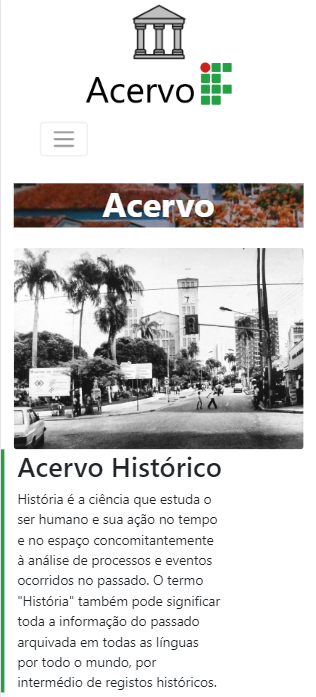 Acervo
Acervo
Acervo Histórico
História é a ciência que estuda o
ser humano e sua ação no tempo
e no espaço concomitantemente
à análise de processos e eventos
ocorridos no passado. O termo
"História" também pode significar
toda a informação do passado
arquivada em todas as línguas
por todo o mundo, por
intermédio de registos históricos.